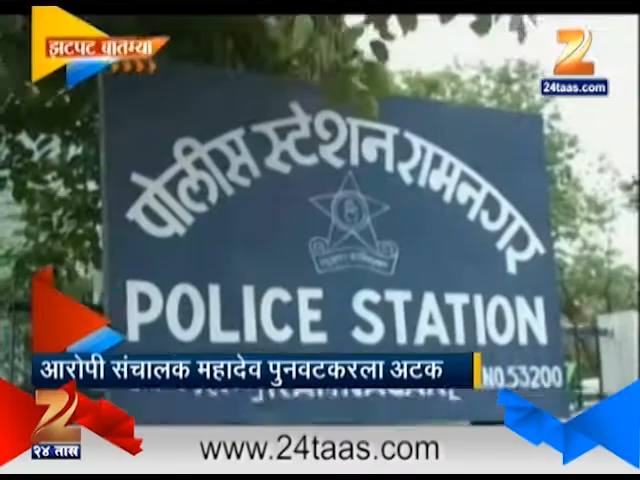 झटपट बातम्या
24taas.com
पोलीस स्टेशन रामनगर
POLICE STATION
आरोपी संचालक महादेव पुनवटकरला अटक
NO.53200
२४ तास
www.24taas.com